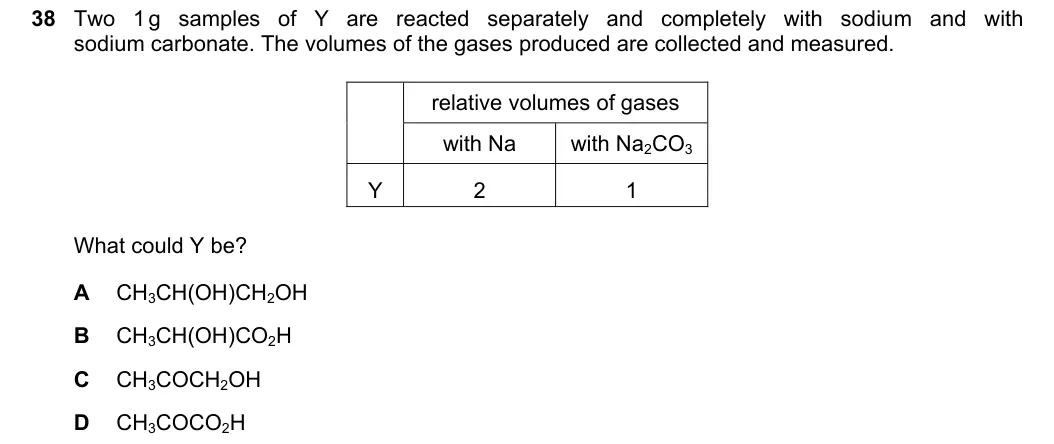 38 Two 1 g samples of Y are reacted separately and completely with sodium and with
sodium carbonate. The volumes of the gases produced are collected and measured.
relative volumes of gases
with Na with Na₂CO₃
Y 2 1
What could Y be?
A CH₃CH(OH)CH₂OH
B CH₃CH(OH)CO₂H
C CH₃COCH₂OH
D CH₃COCO₂H